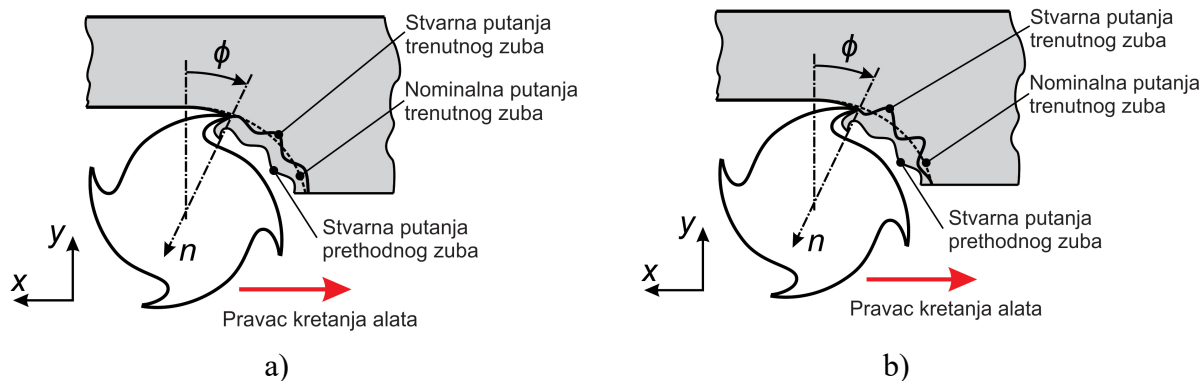 Stvarna putanja
trenutnog zuba
ϕ
Nominalna putanja
trenutnog zuba
n
Stvarna putanja
prethodnog zuba
y
x
Pravac kretanja alata
a)
Stvarna putanja
trenutnog zuba
ϕ
Nominalna putanja
trenutnog zuba
n
Stvarna putanja
prethodnog zuba
y
x
Pravac kretanja alata
b)